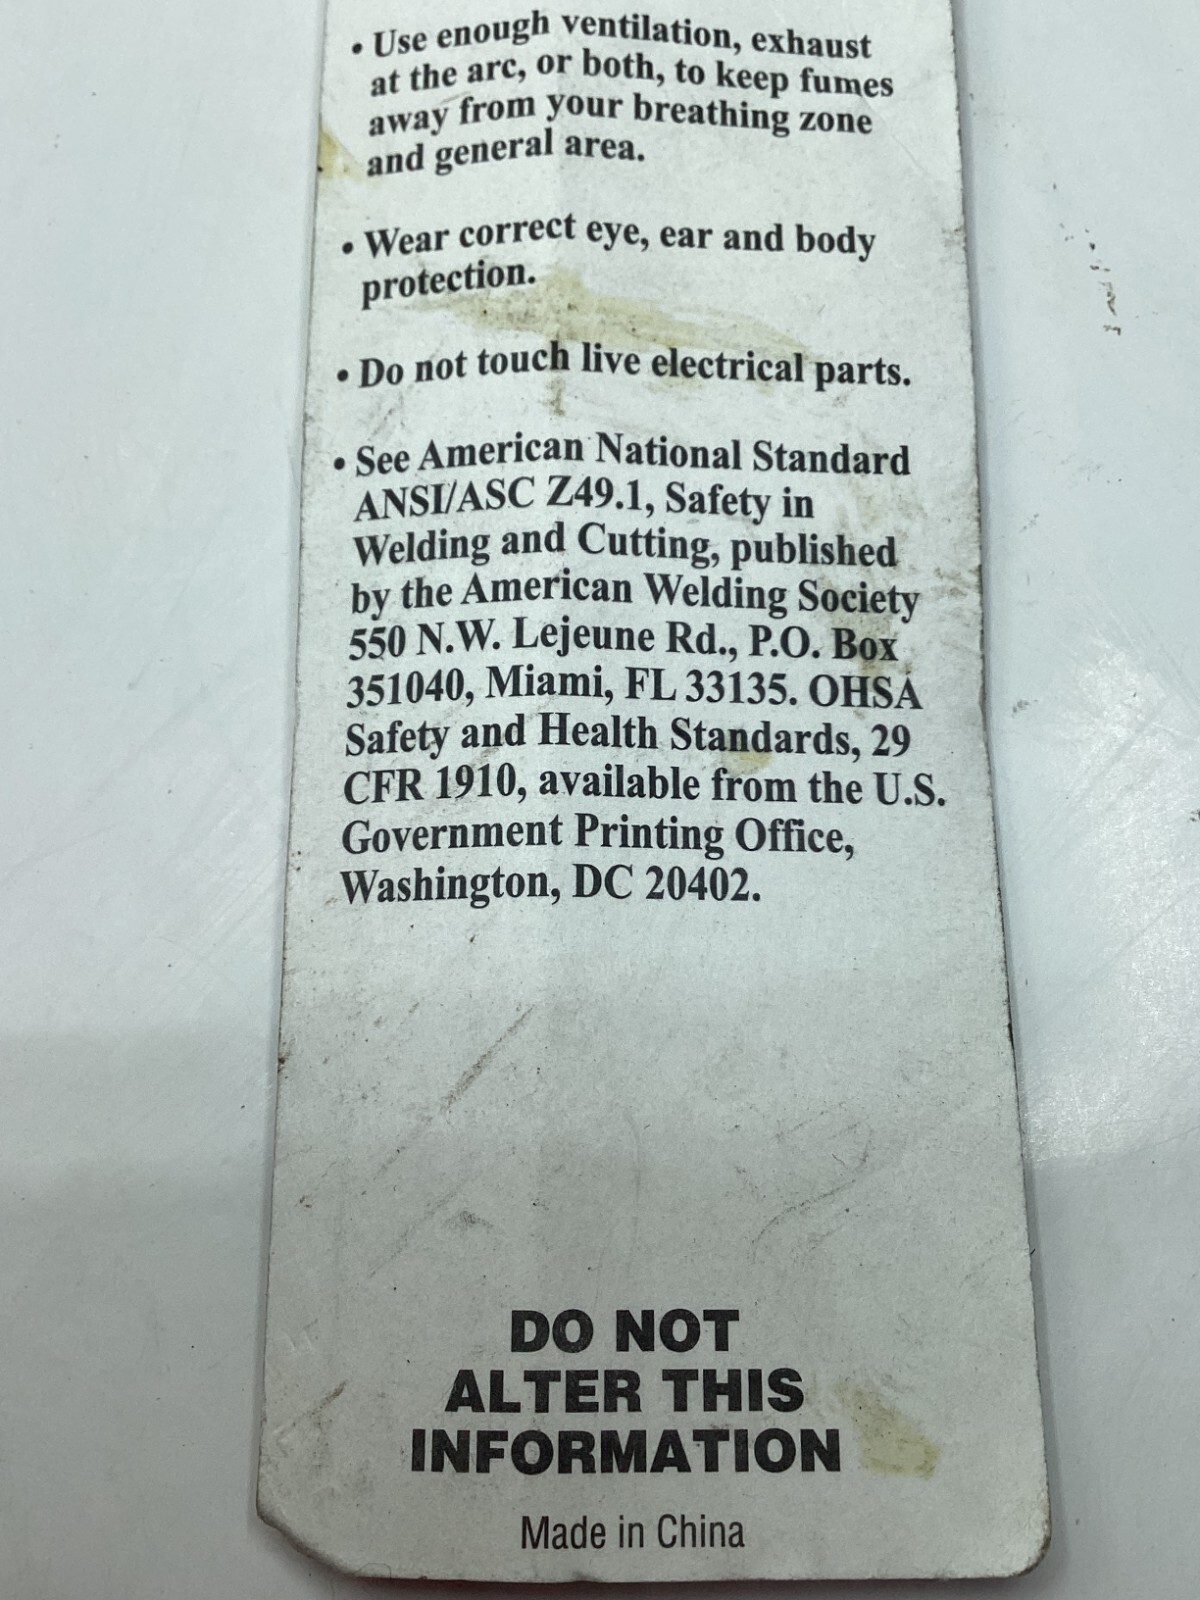 • Use enough ventilation, exhaust
at the arc, or both, to keep fumes
away from your breathing zone
and general area.
• Wear correct eye, ear and body
protection.
• Do not touch live electrical parts.
• See American National Standard
ANSI/ASC Z49.1, Safety in
Welding and Cutting, published
by the American Welding Society
550 N.W. Lejeune Rd., P.O. Box
351040, Miami, FL 33135. OHSA
Safety and Health Standards, 29
CFR 1910, available from the U.S.
Government Printing Office,
Washington, DC 20402.
DO NOT
ALTER THIS
INFORMATION
Made in China